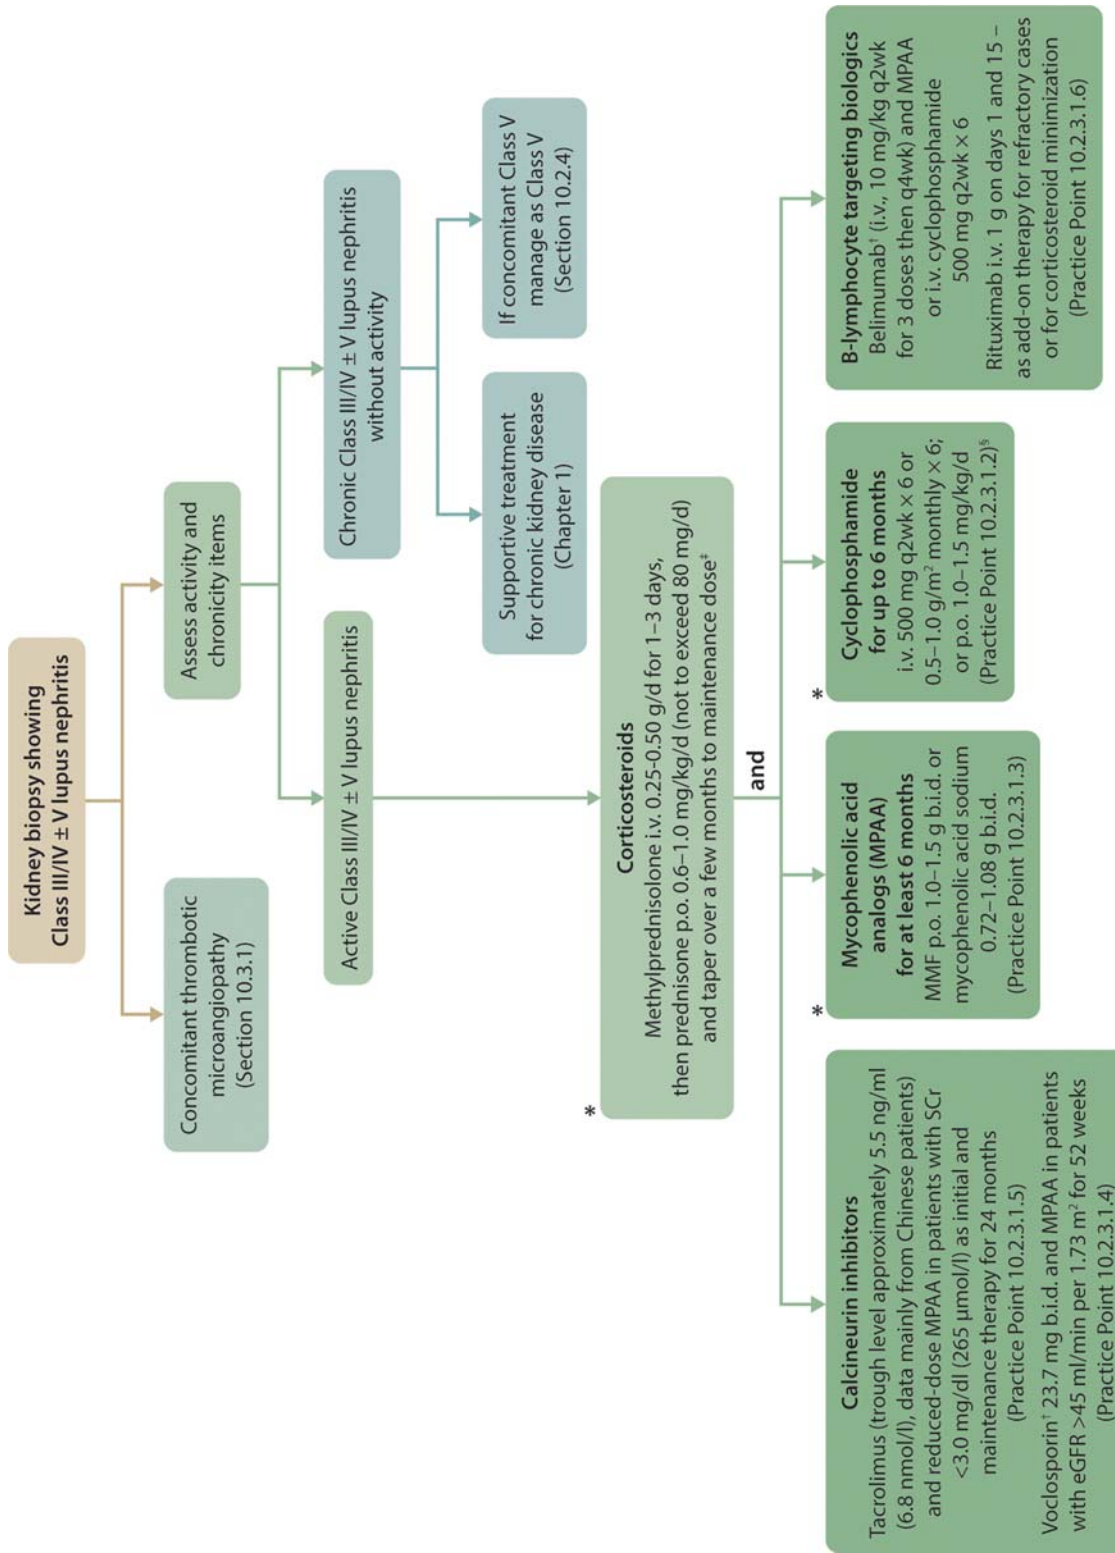 Kidney biopsy showing
Class III/IV ± V lupus nephritis
Concomitant thrombotic
microangiopathy
(Section 10.3.1)
Assess activity and
chronicity items
Active Class III/IV ± V lupus nephritis
Chronic Class III/IV ± V lupus nephritis
without activity
Supportive treatment
for chronic kidney disease
(Chapter 1)
If concomitant Class V
manage as Class V
(Section 10.2.4)
*
Corticosteroids
Methylprednisolone i.v. 0.25-0.50 g/d for 1–3 days,
then prednisone p.o. 0.6–1.0 mg/kg/d (not to exceed 80 mg/d)
and taper over a few months to maintenance dose‡
and
Calcineurin inhibitors
Tacrolimus (trough level approximately 5.5 ng/ml
(6.8 nmol/l), data mainly from Chinese patients)
and reduced-dose MPAA in patients with SCr
<3.0 mg/dl (265 μmol/l) as initial and
maintenance therapy for 24 months
(Practice Point 10.2.3.1.5)
Voclosporin† 23.7 mg b.i.d. and MPAA in patients
with eGFR >45 ml/min per 1.73 m² for 52 weeks
(Practice Point 10.2.3.1.4)
*
Mycophenolic acid
analogs (MPAA)
for at least 6 months
MMF p.o. 1.0–1.5 g b.i.d. or
mycophenolic acid sodium
0.72–1.08 g b.i.d.
(Practice Point 10.2.3.1.3)
*
Cyclophosphamide
for up to 6 months
i.v. 500 mg q2wk × 6 or
0.5–1.0 g/m² monthly × 6;
or p.o. 1.0–1.5 mg/kg/d
(Practice Point 10.2.3.1.2)§
B-lymphocyte targeting biologics
Belimumab† (i.v., 10 mg/kg q2wk
for 3 doses then q4wk) and MPAA
or i.v. cyclophosphamide
500 mg q2wk × 6
Rituximab i.v. 1 g on days 1 and 15 –
as add-on therapy for refractory cases
or for corticosteroid minimization
(Practice Point 10.2.3.1.6)